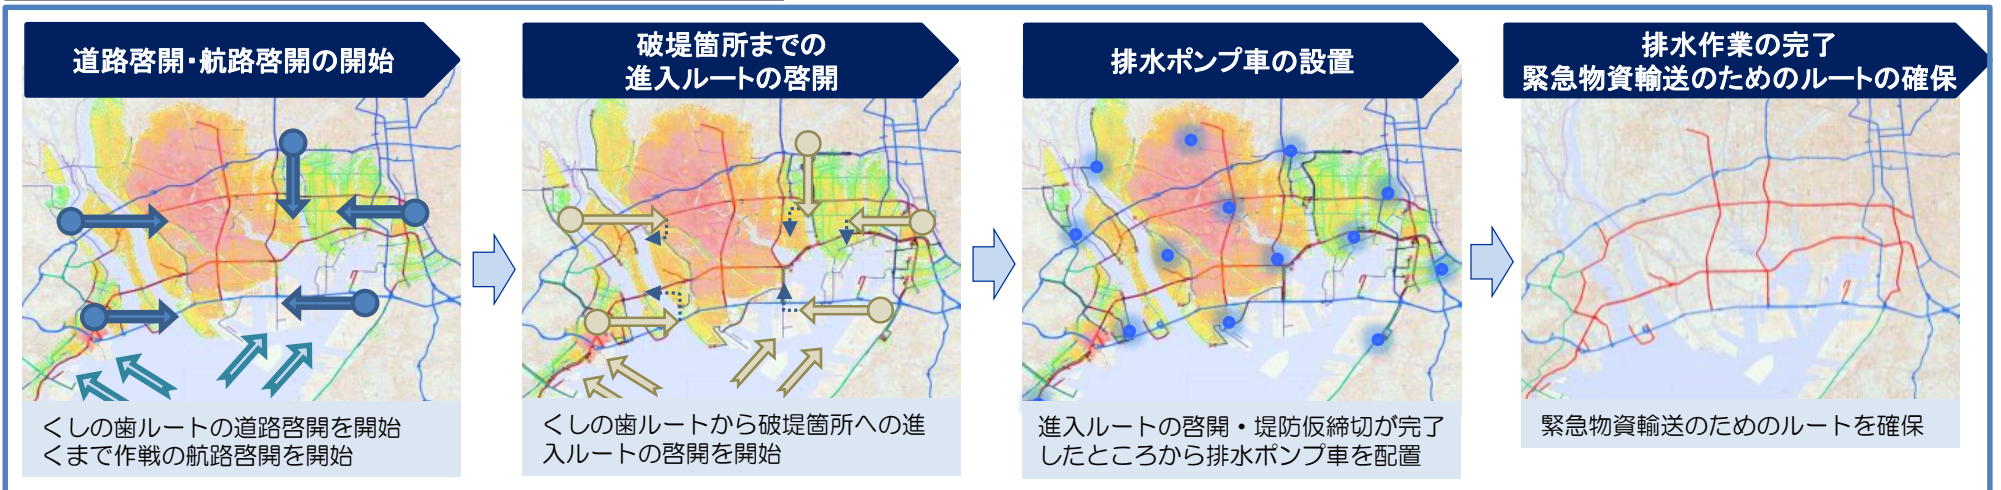 道路啓開・航路啓開の開始
くしの歯ルートの道路啓開を開始
くまで作戦の航路啓開を開始
破堤箇所までの
進入ルートの啓開
くしの歯ルートから破堤箇所への進
入ルートの啓開を開始
排水ポンプ車の設置
進入ルートの啓開・堤防仮締切が完了
したところから排水ポンプ車を配置
排水作業の完了
緊急物資輸送のためのルートの確保
緊急物資輸送のためのルートを確保